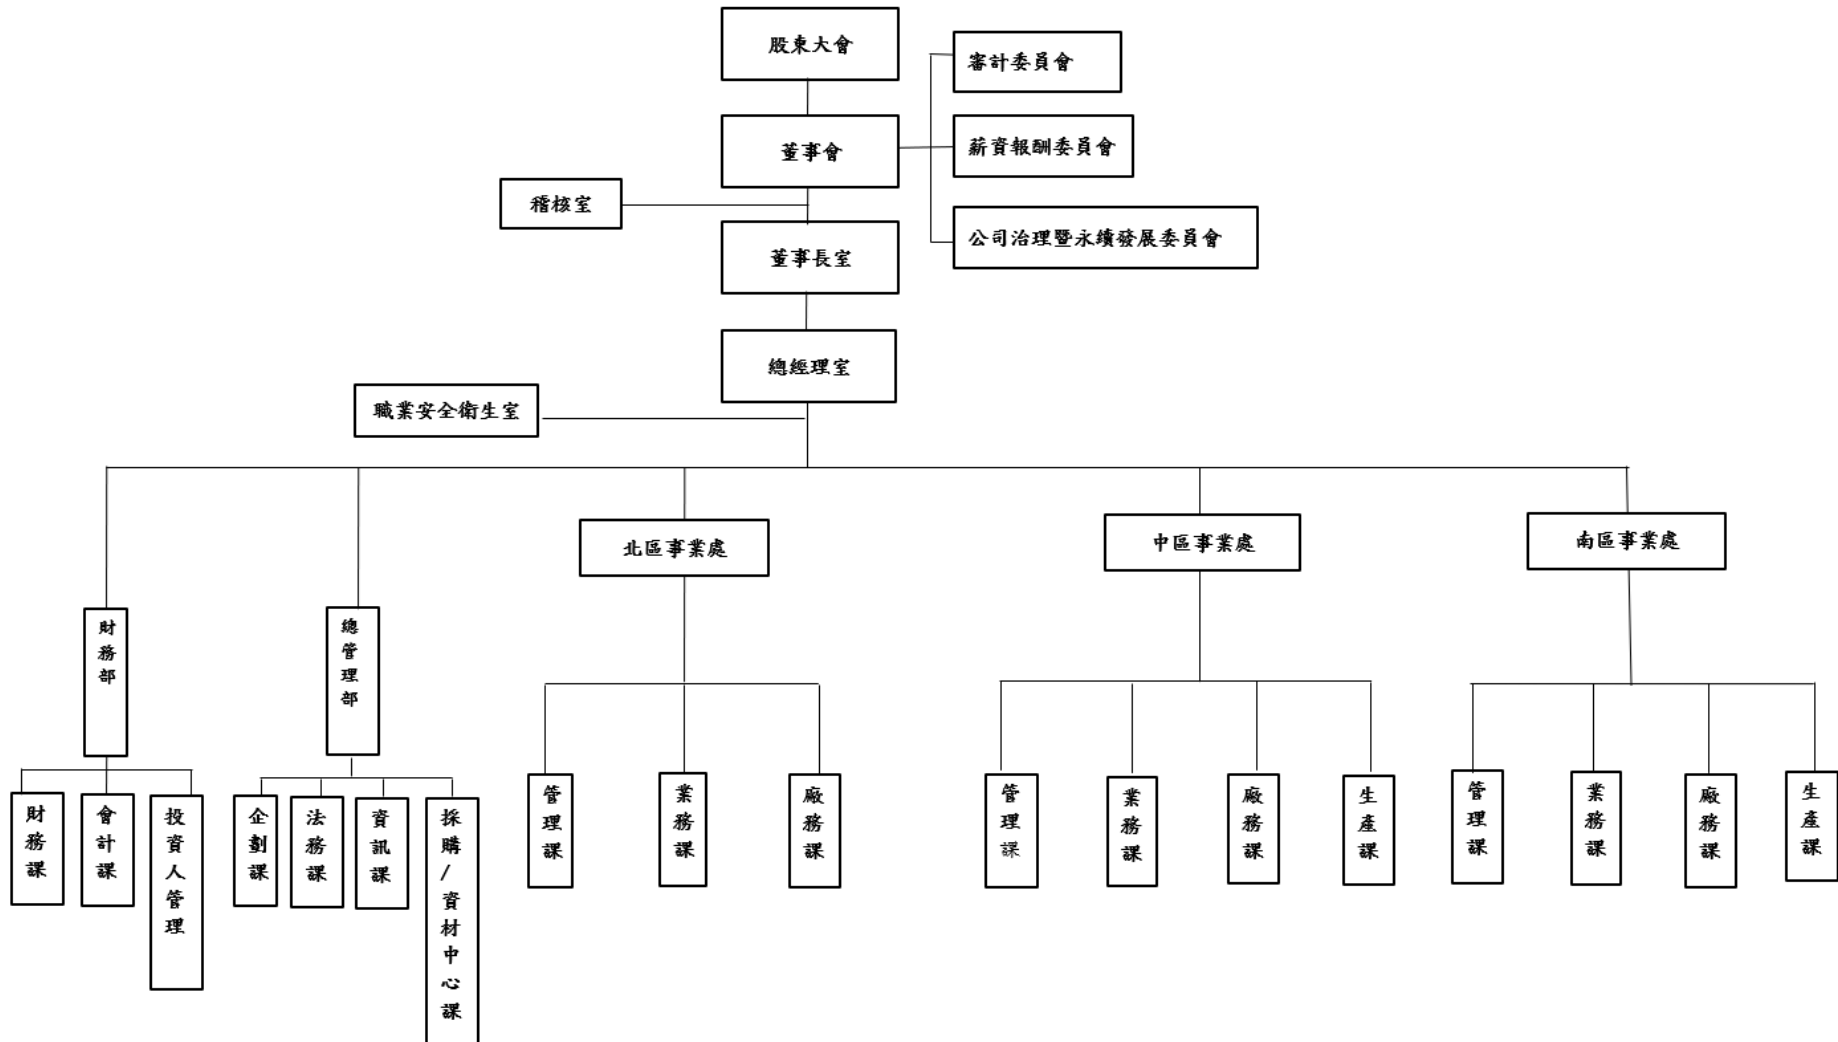 股東大會
審計委員會
董事會
薪資報酬委員會
稽核室
公司治理暨永續發展委員會
董事長室
總經理室
職業安全衛生室
北區事業處
中區事業處
南區事業處
財務部
總管理部
財務課
會計課
投資人管理
企劃課
法務課
資訊課
採購/資材中心課
管理課
業務課
廠務課
管理課
業務課
廠務課
生產課
管理課
業務課
廠務課
生產課